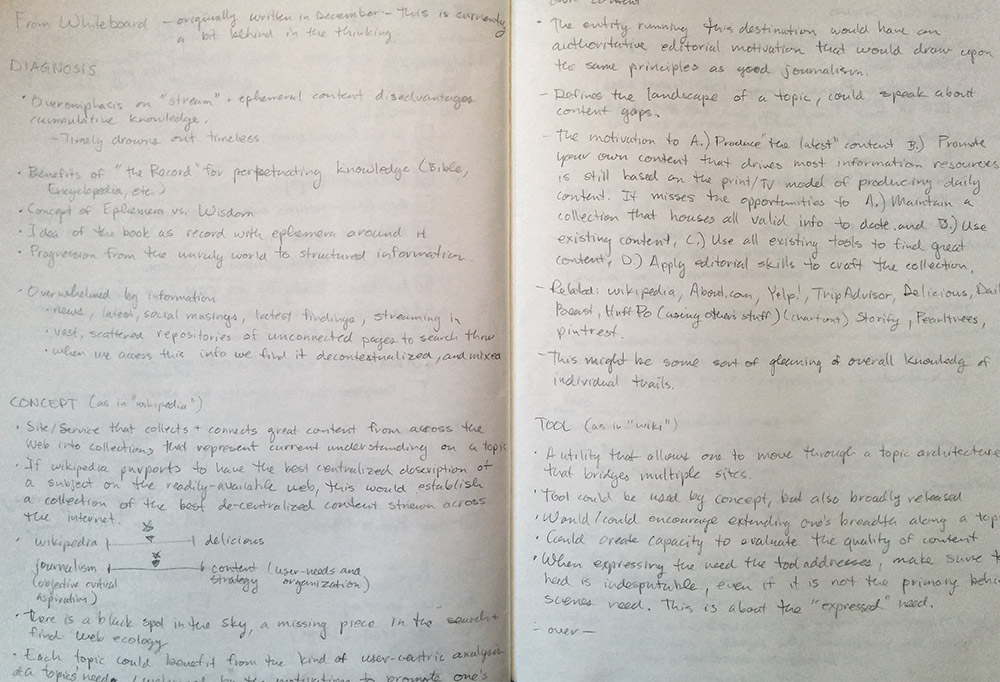 From Whiteboard - originally written in December - this is currently
a bit behind in the thinking
DIAGNOSIS
• Overemphasis on "stream" + ephemeral content disadvantages
cummulative knowledge.
- Timely drowns out timeless
• Benefits of "the Record" for perpetuating knowledge (Bible,
Encyclopedia, etc.)
• Concept of Ephemera vs. Wisdom
• Idea of the book as record with ephemera around it
• Progression from the unruly world to structured information.
• Overwhelmed by information
• news, latest, social musings, latest findings, streaming in
• vast, scattered repositories of unconnected pages to search thru
• when we access this info we find it decontextualized, and mixed
CONCEPT (as in "wikipedia")
• Site/Service that collects + connects great content from across the
Web into collections that represent current understanding on a topic
• If wikipedia purports to have the best centralized description of
a subject on the readily-available web, this would establish
a collection of the best de-centralized content strewn across
the internet.
• wikipedia delicious
journalism content (user-needs and
(objective critical strategy organization)
aspiration)
• There is a black spot in the sky, a missing piece in the search +
find web ecology
• Each topic could benefit from the kind of user-centric analyses
of a topics' needs by the motivation to promote one's
own content
• The entity running this destination would have an
authoritative editorial motivation that would draw upon
the same principles as good journalism.
- Defines the landscape of a topic, could speak about
content gaps.
- The motivation to A.) Produce "the latest" content B.) Promote
your own content that drives most information resources
is still based on the print/TV model of producing daily
content. It misses the opportunities to A.) Maintain a
collection that houses all valid info to date. and B.) Use
existing content, C.) Use all existing tools to find great
content, D.) Apply editorial skills to craft the collection.
- Related: wikipedia, About.com, Yelp!, TripAdvisor, Delicious, Dail
Beast, HuffPo (using others stuff) Storify, Pearltrees,
pintrest.
- This might be some sort of gleaming of overall knowledg of
individual trails.
TOOL (as in "wiki")
• A utility that allows one to move through a topic architecture
that bridges multiple sites.
• Tool could be used by concept, but also broadly released
• Would/could encourage extending one's breadth along a topi
• Could create capacity to evaluate the quality of content
• When expressing the need the tool addresses, make sure t
hed is indesputable, even if it is not the primary behin
scenes need. This is about the "expressed" need.
- over -